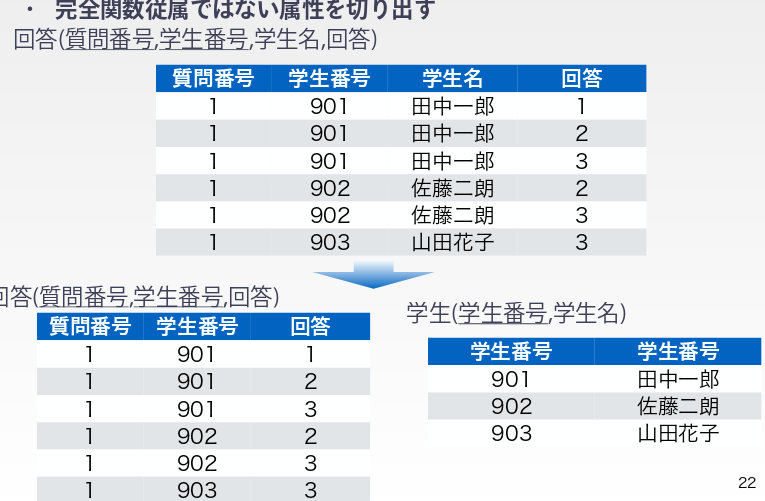 ・ 完全関数従属ではない属性を切り出す
回答(質問番号,学生番号,学生名,回答)
質問番号 学生番号 学生名 回答
1 901 田中一郎 1
1 901 田中一郎 2
1 901 田中一郎 3
1 902 佐藤二朗 2
1 902 佐藤二朗 3
1 903 山田花子 3
回答(質問番号,学生番号,回答)
質問番号 学生番号 回答
1 901 1
1 901 2
1 901 3
1 902 2
1 902 3
1 903 3
学生(学生番号,学生名)
学生番号 学生番号
901 田中一郎
902 佐藤二朗
903 山田花子
22